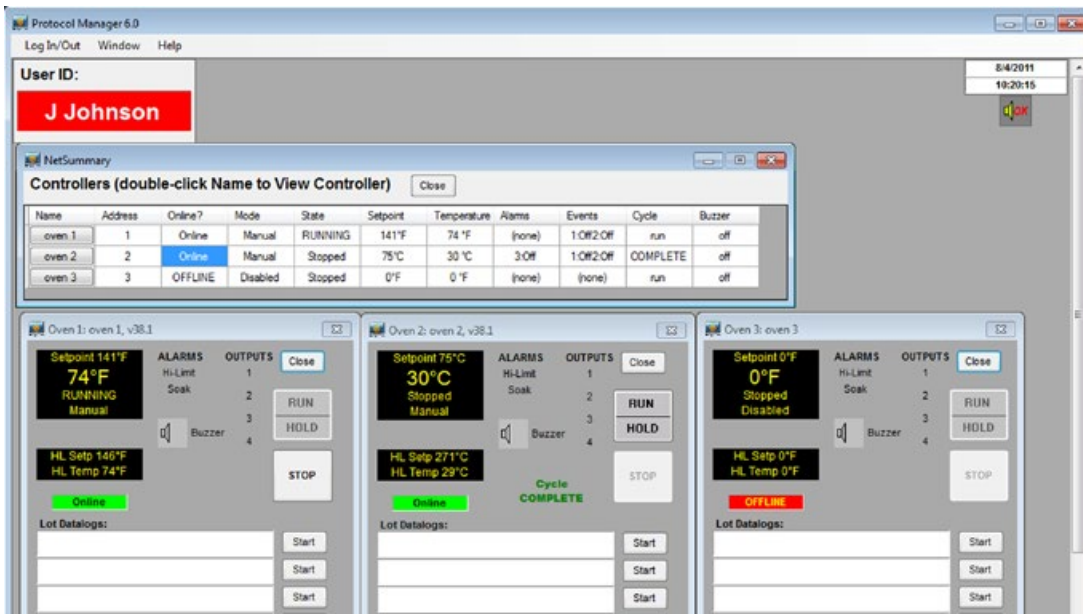 Protocol Manager 6.0
Log In/Out Window Help
User ID:
J Johnson
8/4/2011
10:20:15
OK
NetSummary
Controllers (double-click Name to View Controller) Close
Name Address Online? Mode State Setpoint Temperature Alarms Events Cycle Buzzer
oven 1 1 Online Manual RUNNING 141°F 74 °F (none) 1:Off2:Off run off
oven 2 2 Online Manual Stopped 75°C 30 °C 3:Off 1:Off2:Off COMPLETE off
oven 3 3 OFFLINE Disabled Stopped 0°F 0 °F (none) (none) run off
Oven 1: oven 1, v38.1
Setpoint 141°F
74°F
RUNNING
Manual
ALARMS OUTPUTS Close
Hi-Limit 1
Soak 2
3
Buzzer 4
RUN
HOLD
HL Setp 146°F
HL Temp 74°F
STOP
Online
Lot Datalogs:
Start
Start
Start
Oven 2: oven 2, v38.1
Setpoint 75°C
30°C
Stopped
Manual
ALARMS OUTPUTS Close
Hi-Limit 1
Soak 2
3
Buzzer 4
RUN
HOLD
HL Setp 271°C
HL Temp 29°C
STOP
Cycle
COMPLETE
Online
Lot Datalogs:
Start
Start
Start
Oven 3: oven 3
Setpoint 0°F
0°F
Stopped
Disabled
ALARMS OUTPUTS Close
Hi-Limit 1
Soak 2
3
Buzzer 4
RUN
HOLD
HL Setp 0°F
HL Temp 0°F
STOP
OFFLINE
Lot Datalogs:
Start
Start
Start